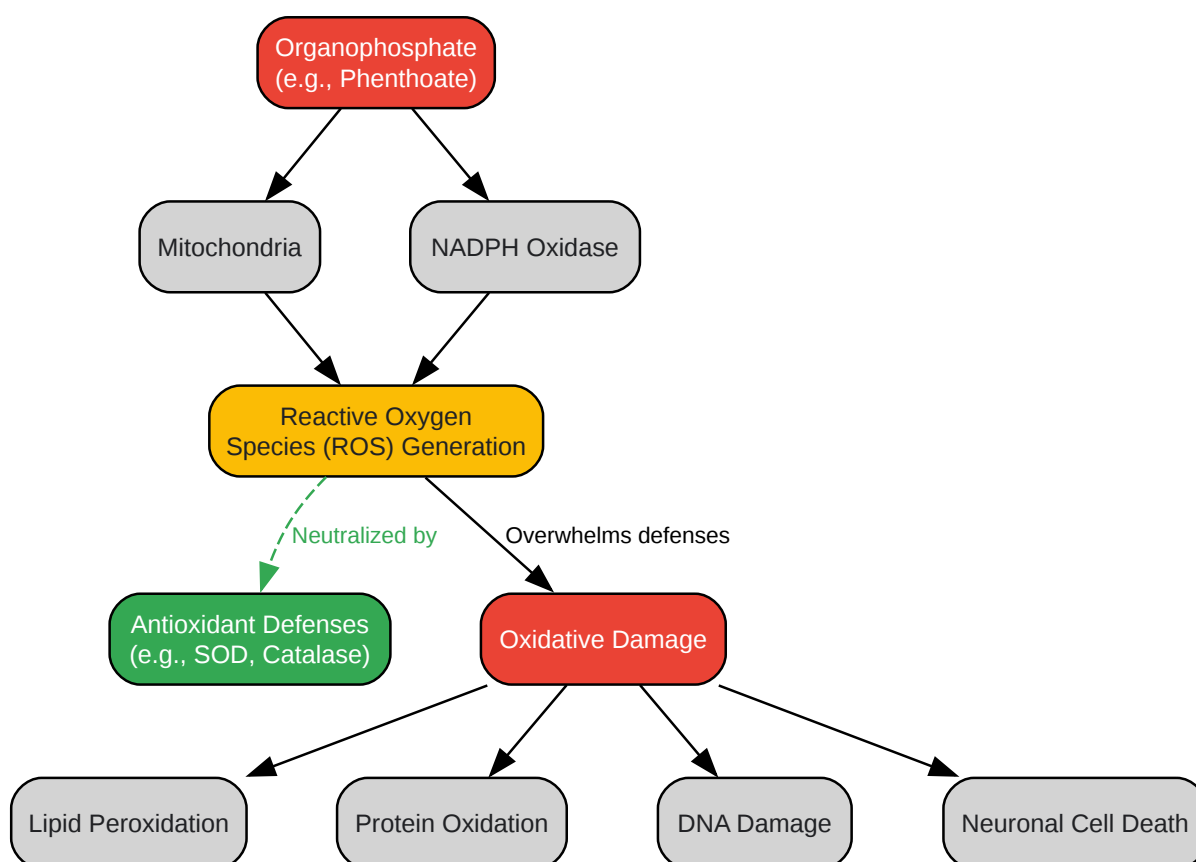 Organophosphate
(e.g., Phenthoate)
Mitochondria
NADPH Oxidase
Reactive Oxygen
Species (ROS) Generation
Neutralized by
Overwhelms defenses
Antioxidant Defenses
(e.g., SOD, Catalase)
Oxidative Damage
Lipid Peroxidation
Protein Oxidation
DNA Damage
Neuronal Cell Death